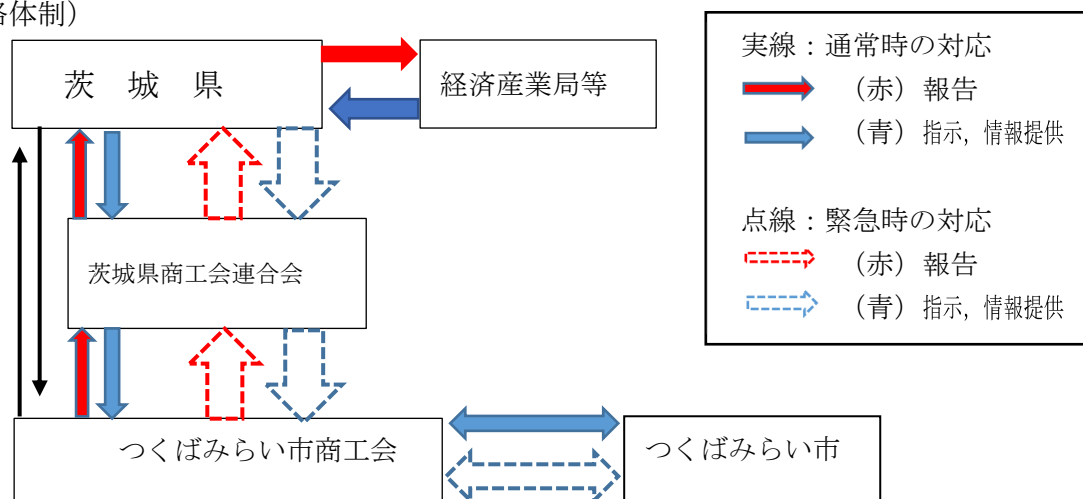 絡体制）
茨　城　県
経済産業局等
茨城県商工会連合会
つくばみらい市商工会
つくばみらい市
実線：通常時の対応
（赤）報告
（青）指示，情報提供
点線：緊急時の対応
（赤）報告
（青）指示，情報提供